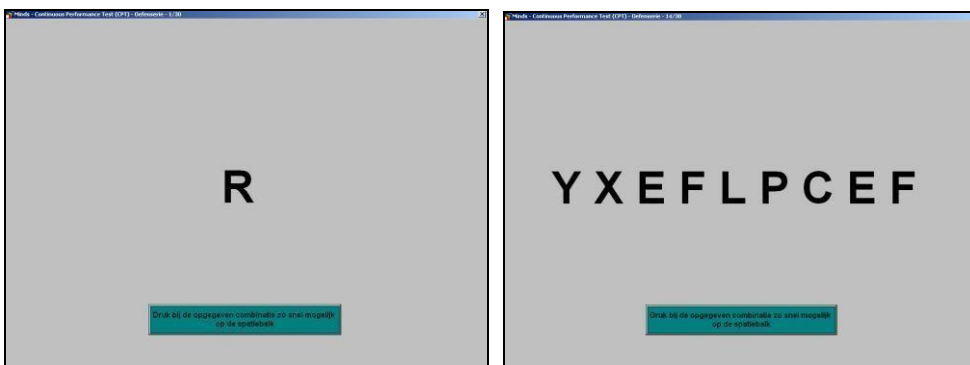 Minds - Continuous Performance Test (CPT) - Oefenserie - 1/30
R
Druk bij de opgegeven combinatie zo snel mogelijk
op de spatiebalk
Minds - Continuous Performance Test (CPT) - Oefenserie - 14/30
Y X E F L P C E F
Druk bij de opgegeven combinatie zo snel mogelijk
op de spatiebalk